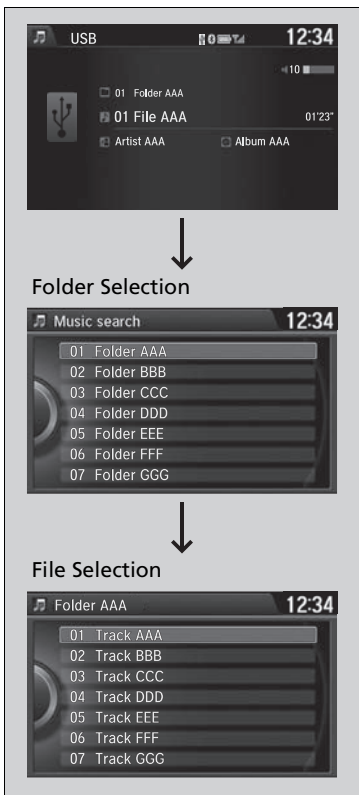 USB 12:34
10
01 Folder AAA
01 File AAA 01'23"
Artist AAA Album AAA
Folder Selection
Music search 12:34
01 Folder AAA
02 Folder BBB
03 Folder CCC
04 Folder DDD
05 Folder EEE
06 Folder FFF
07 Folder GGG
File Selection
Folder AAA 12:34
01 Track AAA
02 Track BBB
03 Track CCC
04 Track DDD
05 Track EEE
06 Track FFF
07 Track GGG